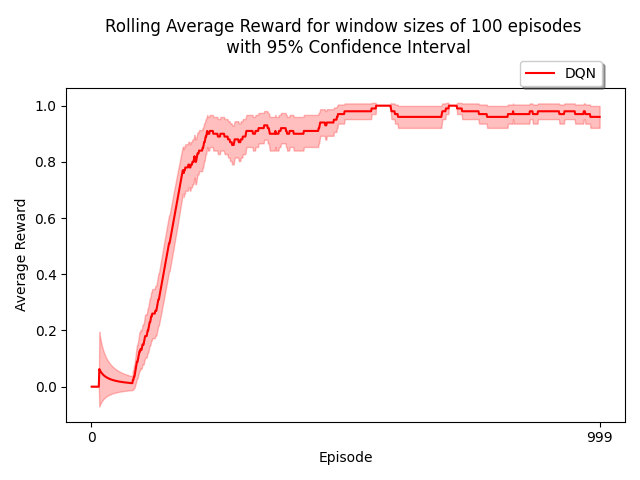 Rolling Average Reward for window sizes of 100 episodes
with 95% Confidence Interval
DQN
1.0
0.8
0.6
0.4
0.2
0.0
Average Reward
0
999
Episode